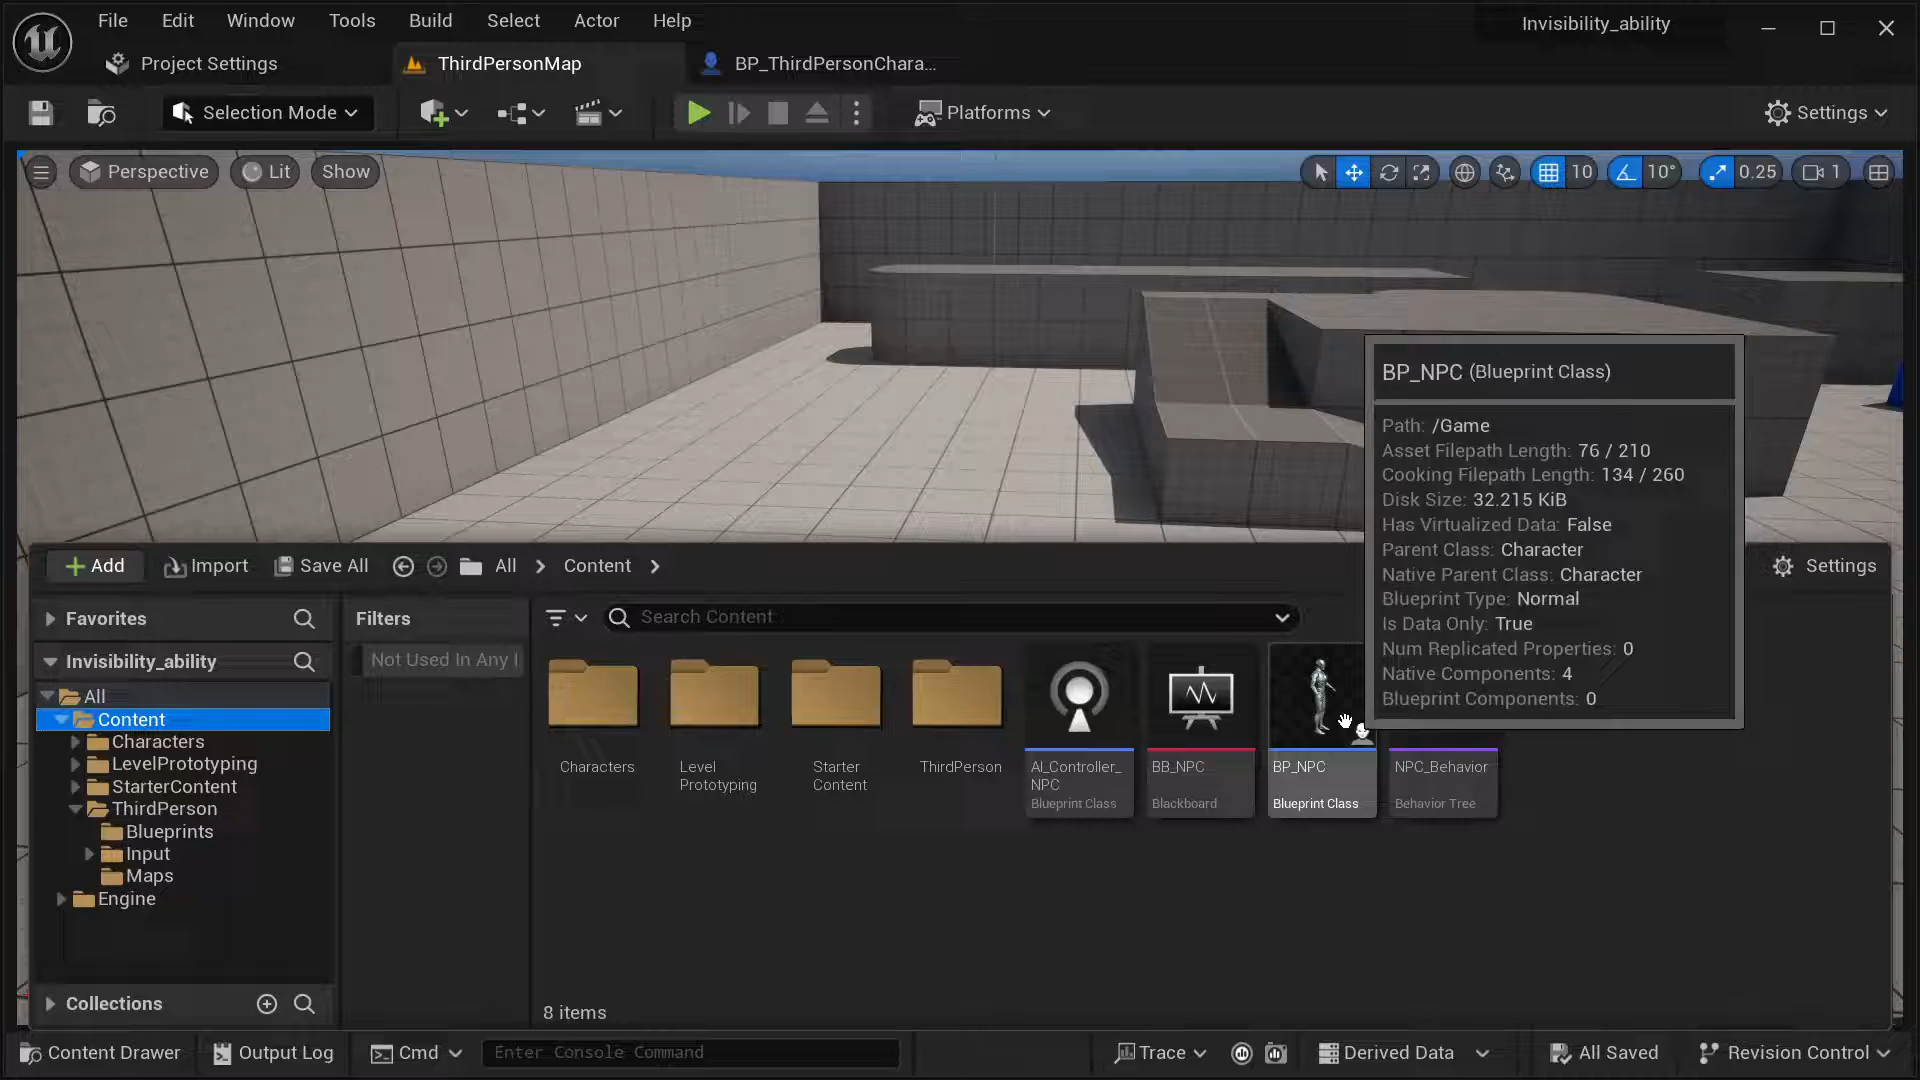 File Edit Window Tools Build Select Actor Help
Invisibility_ability
Project Settings
ThirdPersonMap
BP_ThirdPersonChara...
Selection Mode
Platforms
Settings
Perspective
Lit
Show
10
10°
0.25
1
BP_NPC (Blueprint Class)
Path: /Game
Asset Filepath Length: 76 / 210
Cooking Filepath Length: 134 / 260
Disk Size: 32.215 KiB
Has Virtualized Data: False
Parent Class: Character
Native Parent Class: Character
Blueprint Type: Normal
Is Data Only: True
Num Replicated Properties: 0
Native Components: 4
Blueprint Components: 0
Add
Import
Save All
All
Content
Settings
Favorites
Invisibility_ability
All
Content
Characters
LevelPrototyping
StarterContent
ThirdPerson
Blueprints
Input
Maps
Engine
Collections
Filters
Not Used In Any
Search Content
Characters
Level
Prototyping
Starter
Content
ThirdPerson
AI_Controller_
NPC
Blueprint Class
BB_NPC
Blackboard
BP_NPC
Blueprint Class
NPC_Behavior
Behavior Tree
8 items
Content Drawer
Output Log
Cmd
Enter Console Command
Trace
Derived Data
All Saved
Revision Control